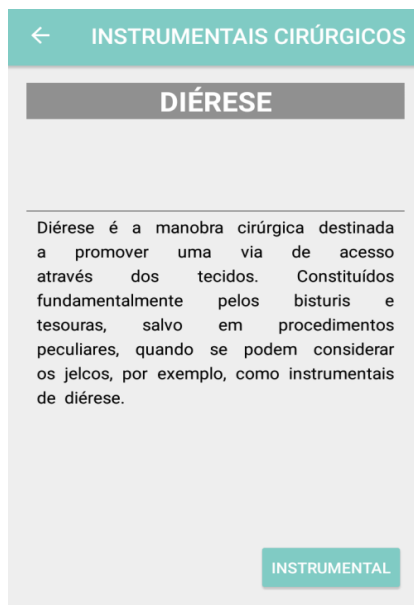 INSTRUMENTAIS CIRÚRGICOS
DIÉRESE
Diérese é a manobra cirúrgica destinada
a promover uma via de acesso
através dos tecidos. Constituídos
fundamentalmente pelos bisturis e
tesouras, salvo em procedimentos
peculiares, quando se podem considerar
os jelcos, por exemplo, como instrumentais
de diérese.
INSTRUMENTAL